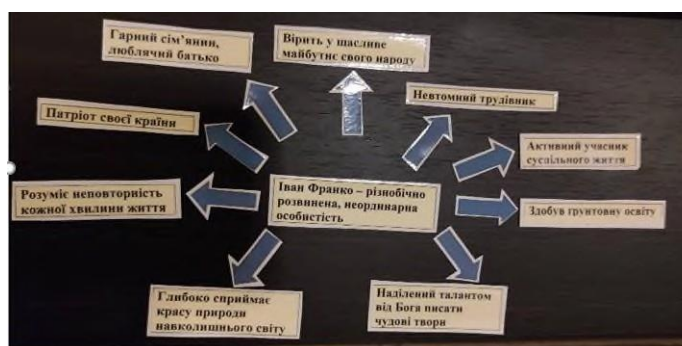 Гарний сім'янин,
люблячий батько
Вірить у щасливе
майбутнє свого народу
Невтомний трудівник
Патріот своєї країни
Активний учасник
суспільного життя
Розуміє неповторність
кожної хвилини життя
Іван Франко – різнобічно
розвинена, неординарна
особистість
Здобув ґрунтовну освіту
Глибоко сприймає
красу природи
навколишнього світу
Наділений талантом
від Бога писати
чудові твори